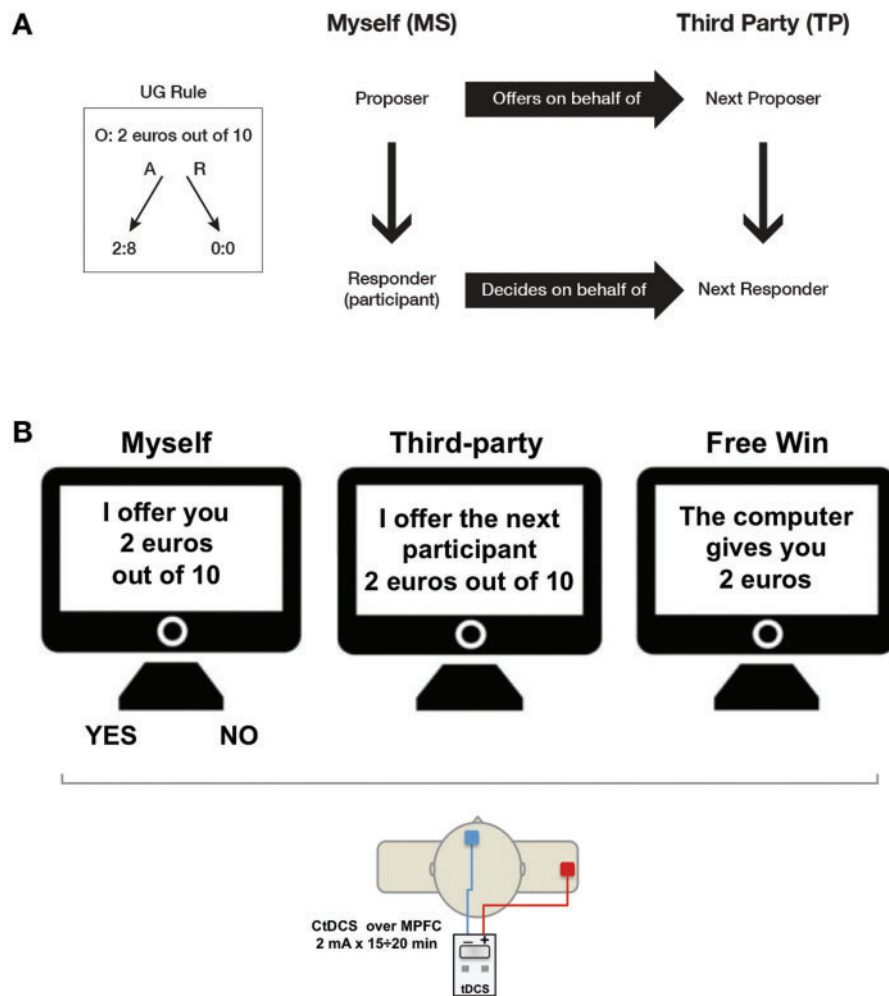 A
Myself (MS)
Third Party (TP)
UG Rule
O: 2 euros out of 10
A R
2:8 0:0
Proposer
Offers on behalf of
Next Proposer
Responder
(participant)
Decides on behalf of
Next Responder
B
Myself
I offer you
2 euros
out of 10
YES NO
Third-party
I offer the next
participant
2 euros out of 10
Free Win
The computer
gives you
2 euros
CtDCS over MPFC
2 mA x 15÷20 min
− +
tDCS